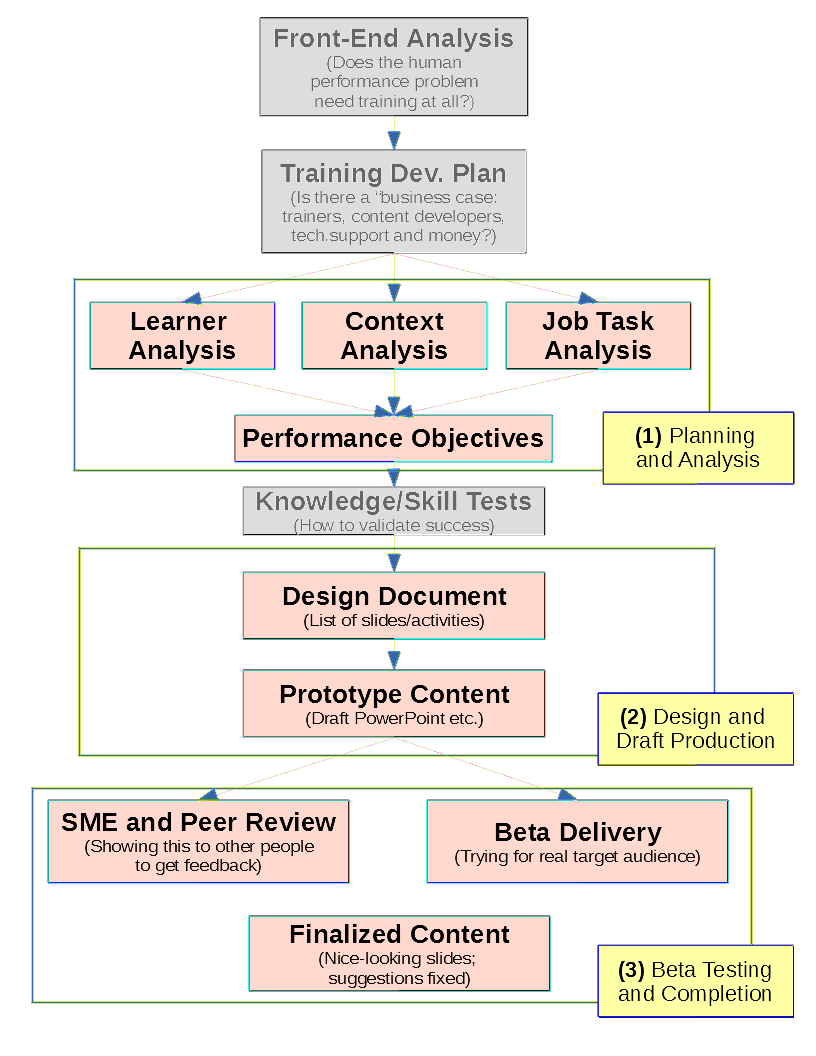 Front-End Analysis
(Does the human
performance problem
need training at all?)
Training Dev. Plan
(Is there a “business case:
trainers, content developers,
tech.support and money?)
Learner
Analysis
Context
Analysis
Job Task
Analysis
Performance Objectives
(1) Planning
and Analysis
Knowledge/Skill Tests
(How to validate success)
Design Document
(List of slides/activities)
Prototype Content
(Draft PowerPoint etc.)
(2) Design and
Draft Production
SME and Peer Review
(Showing this to other people
to get feedback)
Beta Delivery
(Trying for real target audience)
Finalized Content
(Nice-looking slides;
suggestions fixed)
(3) Beta Testing
and Completion